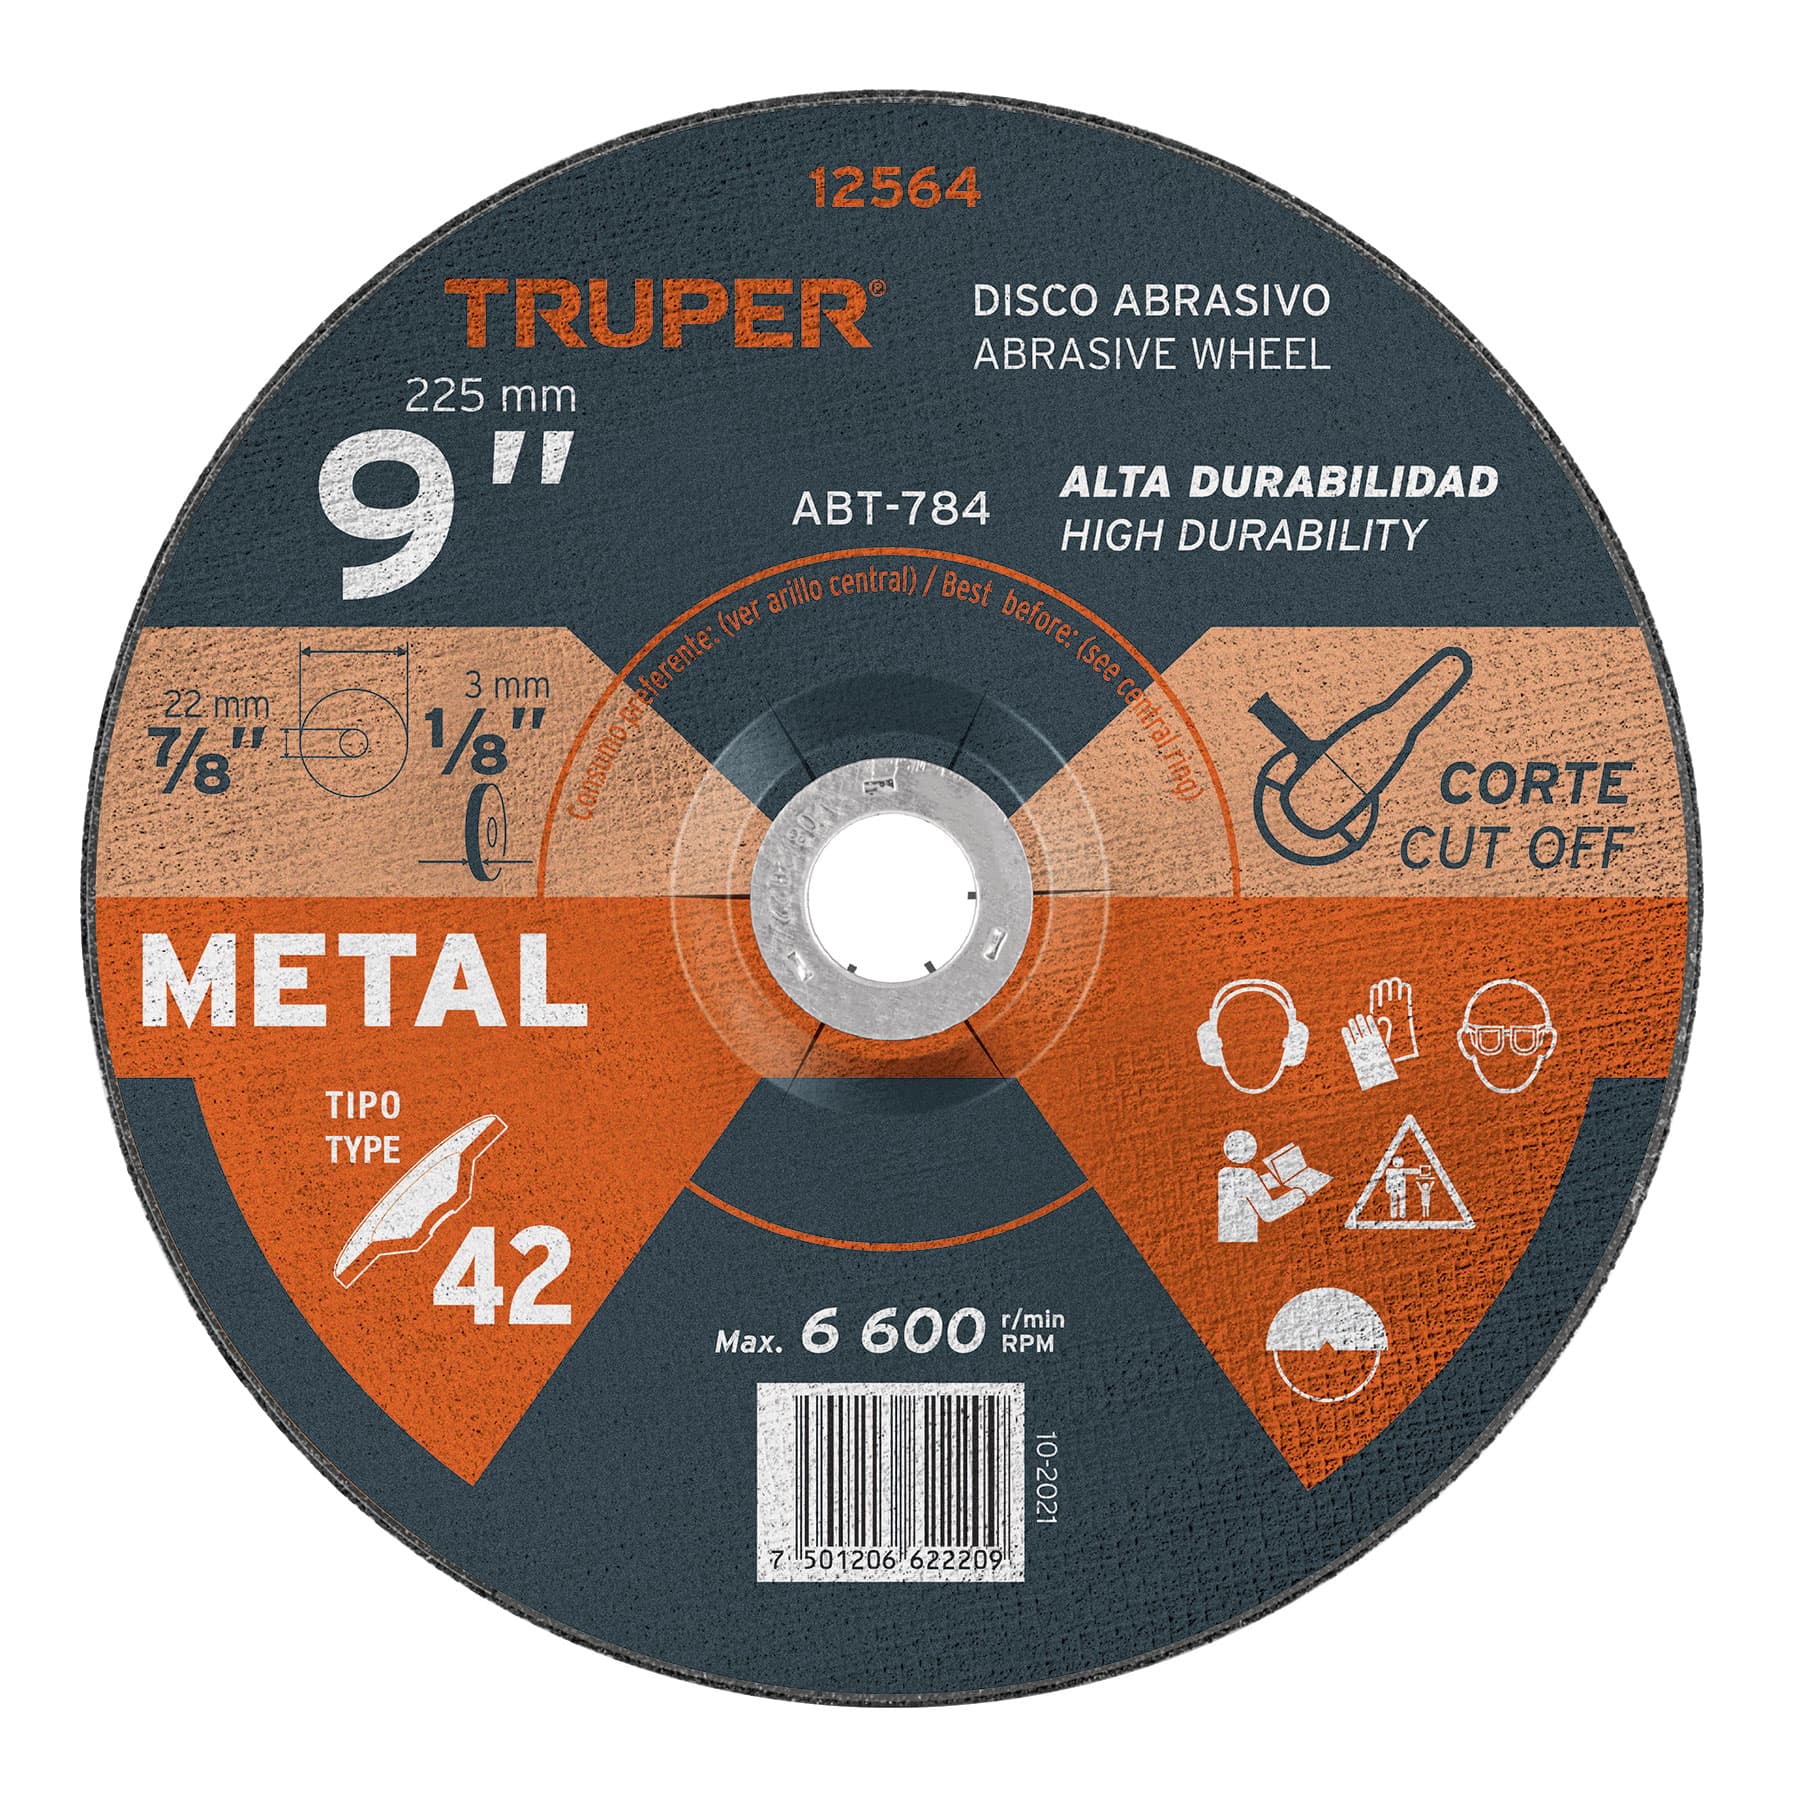 12564
TRUPER®
DISCO ABRASIVO
ABRASIVE WHEEL
225 mm
9"
ABT-784
ALTA DURABILIDAD
HIGH DURABILITY
Consumo preferente: (ver arillo central) / Best before: (see central ring)
22 mm
7/8"
3 mm
1/8"
CORTE
CUT OFF
METAL
TIPO
TYPE
42
Max. 6 600 r/min
RPM
10-2021
7 501206 622209